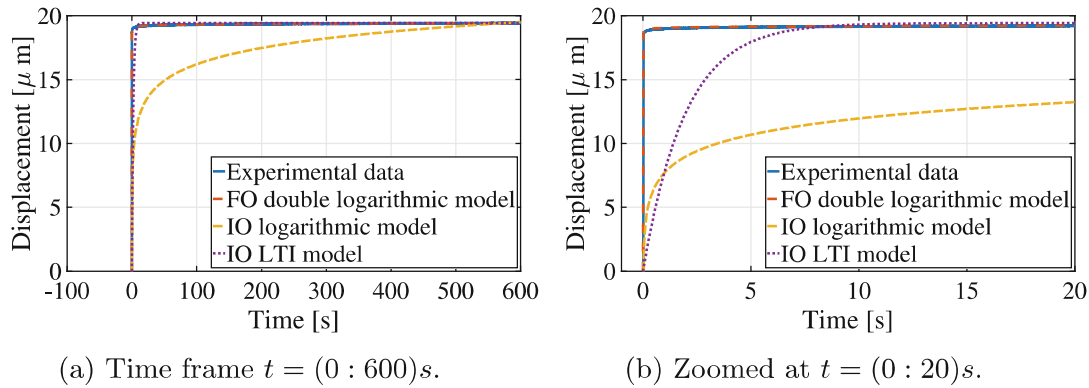 20
15
10
5
0
Displacement [μ m]
Experimental data
FO double logarithmic model
IO logarithmic model
IO LTI model
-100 0 100 200 300 400 500 600
Time [s]
(a) Time frame t = (0 : 600)s.
20
15
10
5
0
Displacement [μ m]
Experimental data
FO double logarithmic model
IO logarithmic model
IO LTI model
0 5 10 15 20
Time [s]
(b) Zoomed at t = (0 : 20)s.